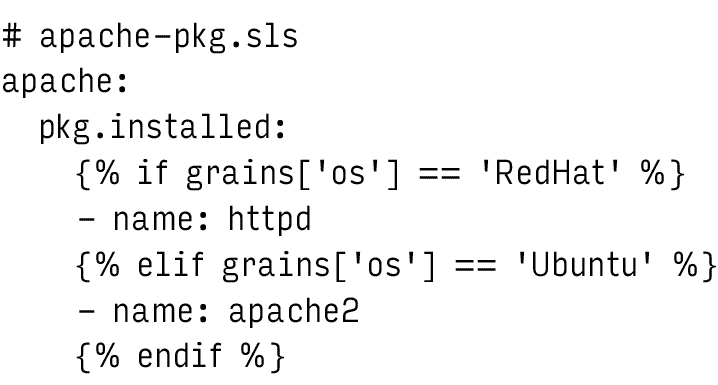 # apache-pkg.sls
apache:
  pkg.installed:
    {% if grains['os'] == 'RedHat' %}
    - name: httpd
    {% elif grains['os'] == 'Ubuntu' %}
    - name: apache2
    {% endif %}